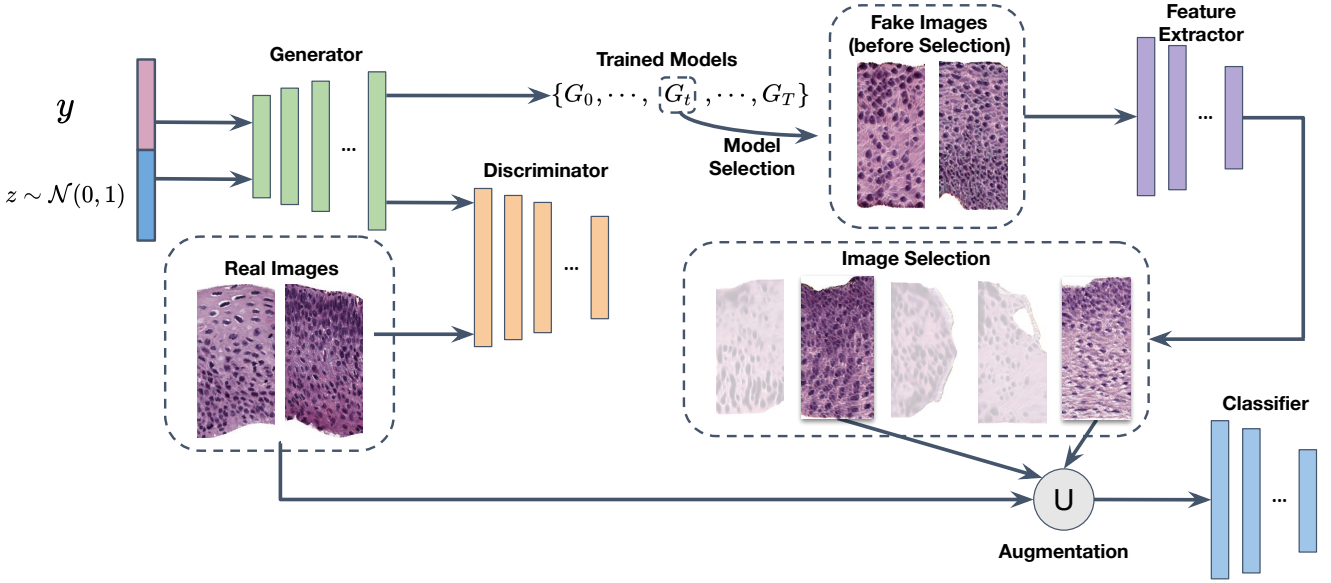 Generator
y
z ∼ N(0, 1)
...
Trained Models
{G_0, ⋯, G_t, ⋯, G_T}
Model
Selection
Fake Images
(before Selection)
Feature
Extractor
...
Discriminator
...
Real Images
Image Selection
Classifier
...
U
Augmentation